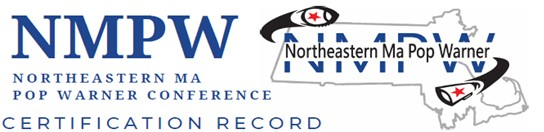 NMPW
NORTHEASTERN MA
POP WARNER CONFERENCE
CERTIFICATION RECORD
NMPW
Northeastern Ma Pop Warner